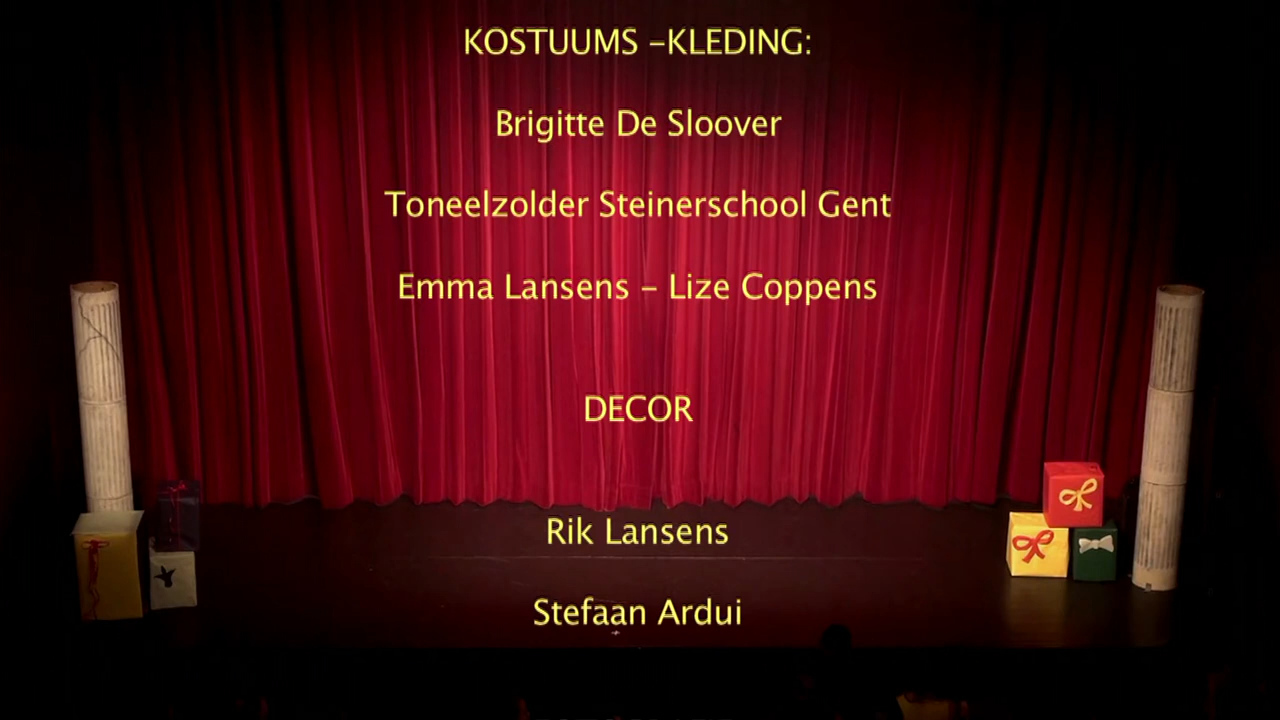 KOSTUUMS –KLEDING:
Brigitte De Sloover
Toneelzolder Steinerschool Gent
Emma Lansens – Lize Coppens
DECOR
Rik Lansens
Stefaan Ardui